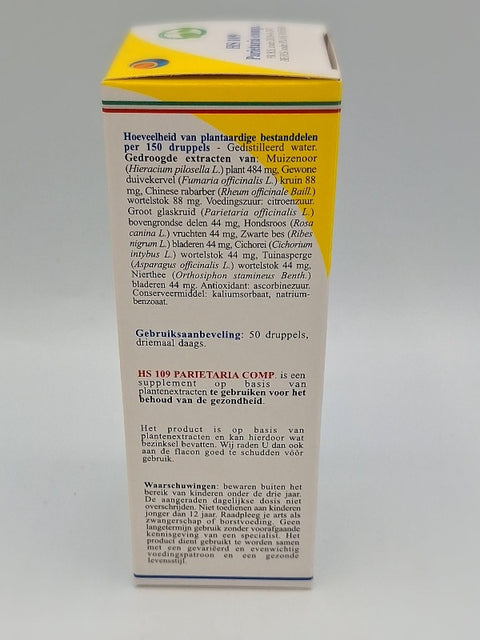 HS 109
Parietaria comp.
Hoeveelheid van plantaardige bestanddelen
per 150 druppels - Gedistilleerd water.
Gedroogde extracten van: Muizenoor
(Hieracium pilosella L.) plant 484 mg, Gewone
duivekervel (Fumaria officinalis L.) kruin 88
mg, Chinese rabarber (Rheum officinale Baill.)
wortelstok 88 mg. Voedingszuur: citroenzuur.
Groot glaskruid (Parietaria officinalis L.)
bovengrondse delen 44 mg, Hondsroos (Rosa
canina L.) vruchten 44 mg, Zwarte bes (Ribes
nigrum L.) bladeren 44 mg, Cichorei (Cichorium
intybus L.) wortelstok 44 mg, Tuinasperge
(Asparagus officinalis L.) wortelstok 44 mg,
Nierthee (Orthosiphon stamineus Benth.)
bladeren 44 mg. Antioxidant: ascorbinezuur.
Conserveermiddel: kaliumsorbaat, natrium-
benzoaat.
Gebruiksaanbeveling: 50 druppels,
driemaal daags.
HS 109 PARIETARIA COMP. is een
supplement op basis van
plantenextracten te gebruiken voor het
behoud van de gezondheid.
Het product is op basis van
plantenextracten en kan hierdoor wat
bezinksel bevatten. Wij raden U dan ook
aan de flacon goed te schudden vóór
gebruik.
Waarschuwingen: bewaren buiten het
bereik van kinderen onder de drie jaar.
De aangeraden dagelijkse dosis niet
overschrijden. Niet toedienen aan kinderen
jonger dan 12 jaar. Raadpleeg je arts als
zwangerschap of borstvoeding. Geen
langetermijn gebruik zonder voorafgaande
kennisgeving van een specialist. Het
product dient gebruikt te worden samen
met een gevariëerd en evenwichtig
voedingspatroon en een gezonde
levensstijl.